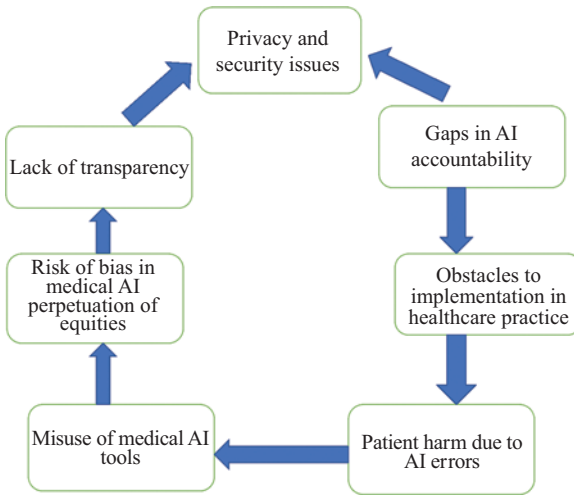 Privacy and
security issues
Gaps in AI
accountability
Obstacles to
implementation in
healthcare practice
Patient harm due to
AI errors
Misuse of medical AI
tools
Risk of bias in
medical AI
perpetuation of
equities
Lack of transparency